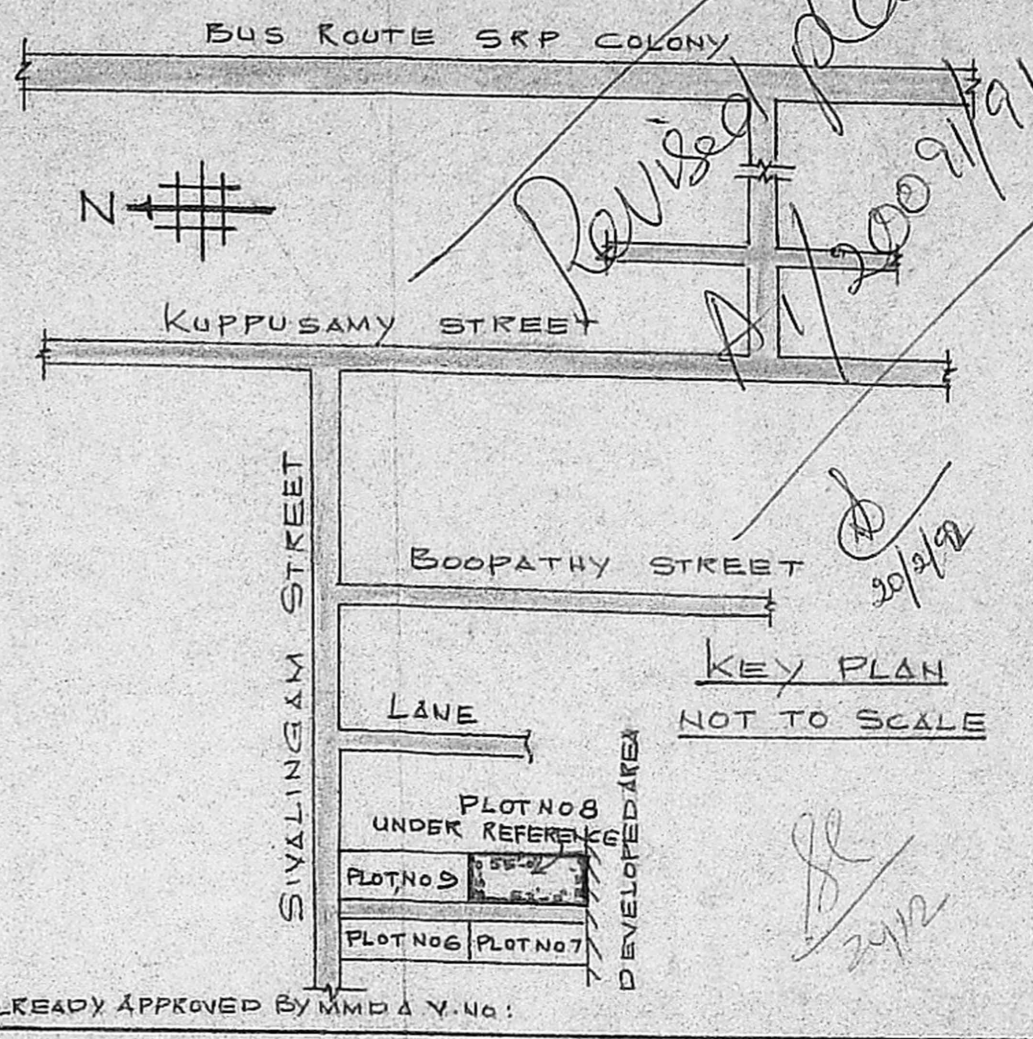 BUS ROUTE SRP COLONY
Revised
N
KUPPUSAMY STREET
SIVALINGAM STREET
BOOPATHY STREET
20/2/92
KEY PLAN
NOT TO SCALE
LANE
DEVELOPED AREA
PLOT NO 8
UNDER REFERENCE
55-0
PLOT NO 9
PLOT NO 6
PLOT NO 7
LREADY APPROVED BY MMDA V.NO: